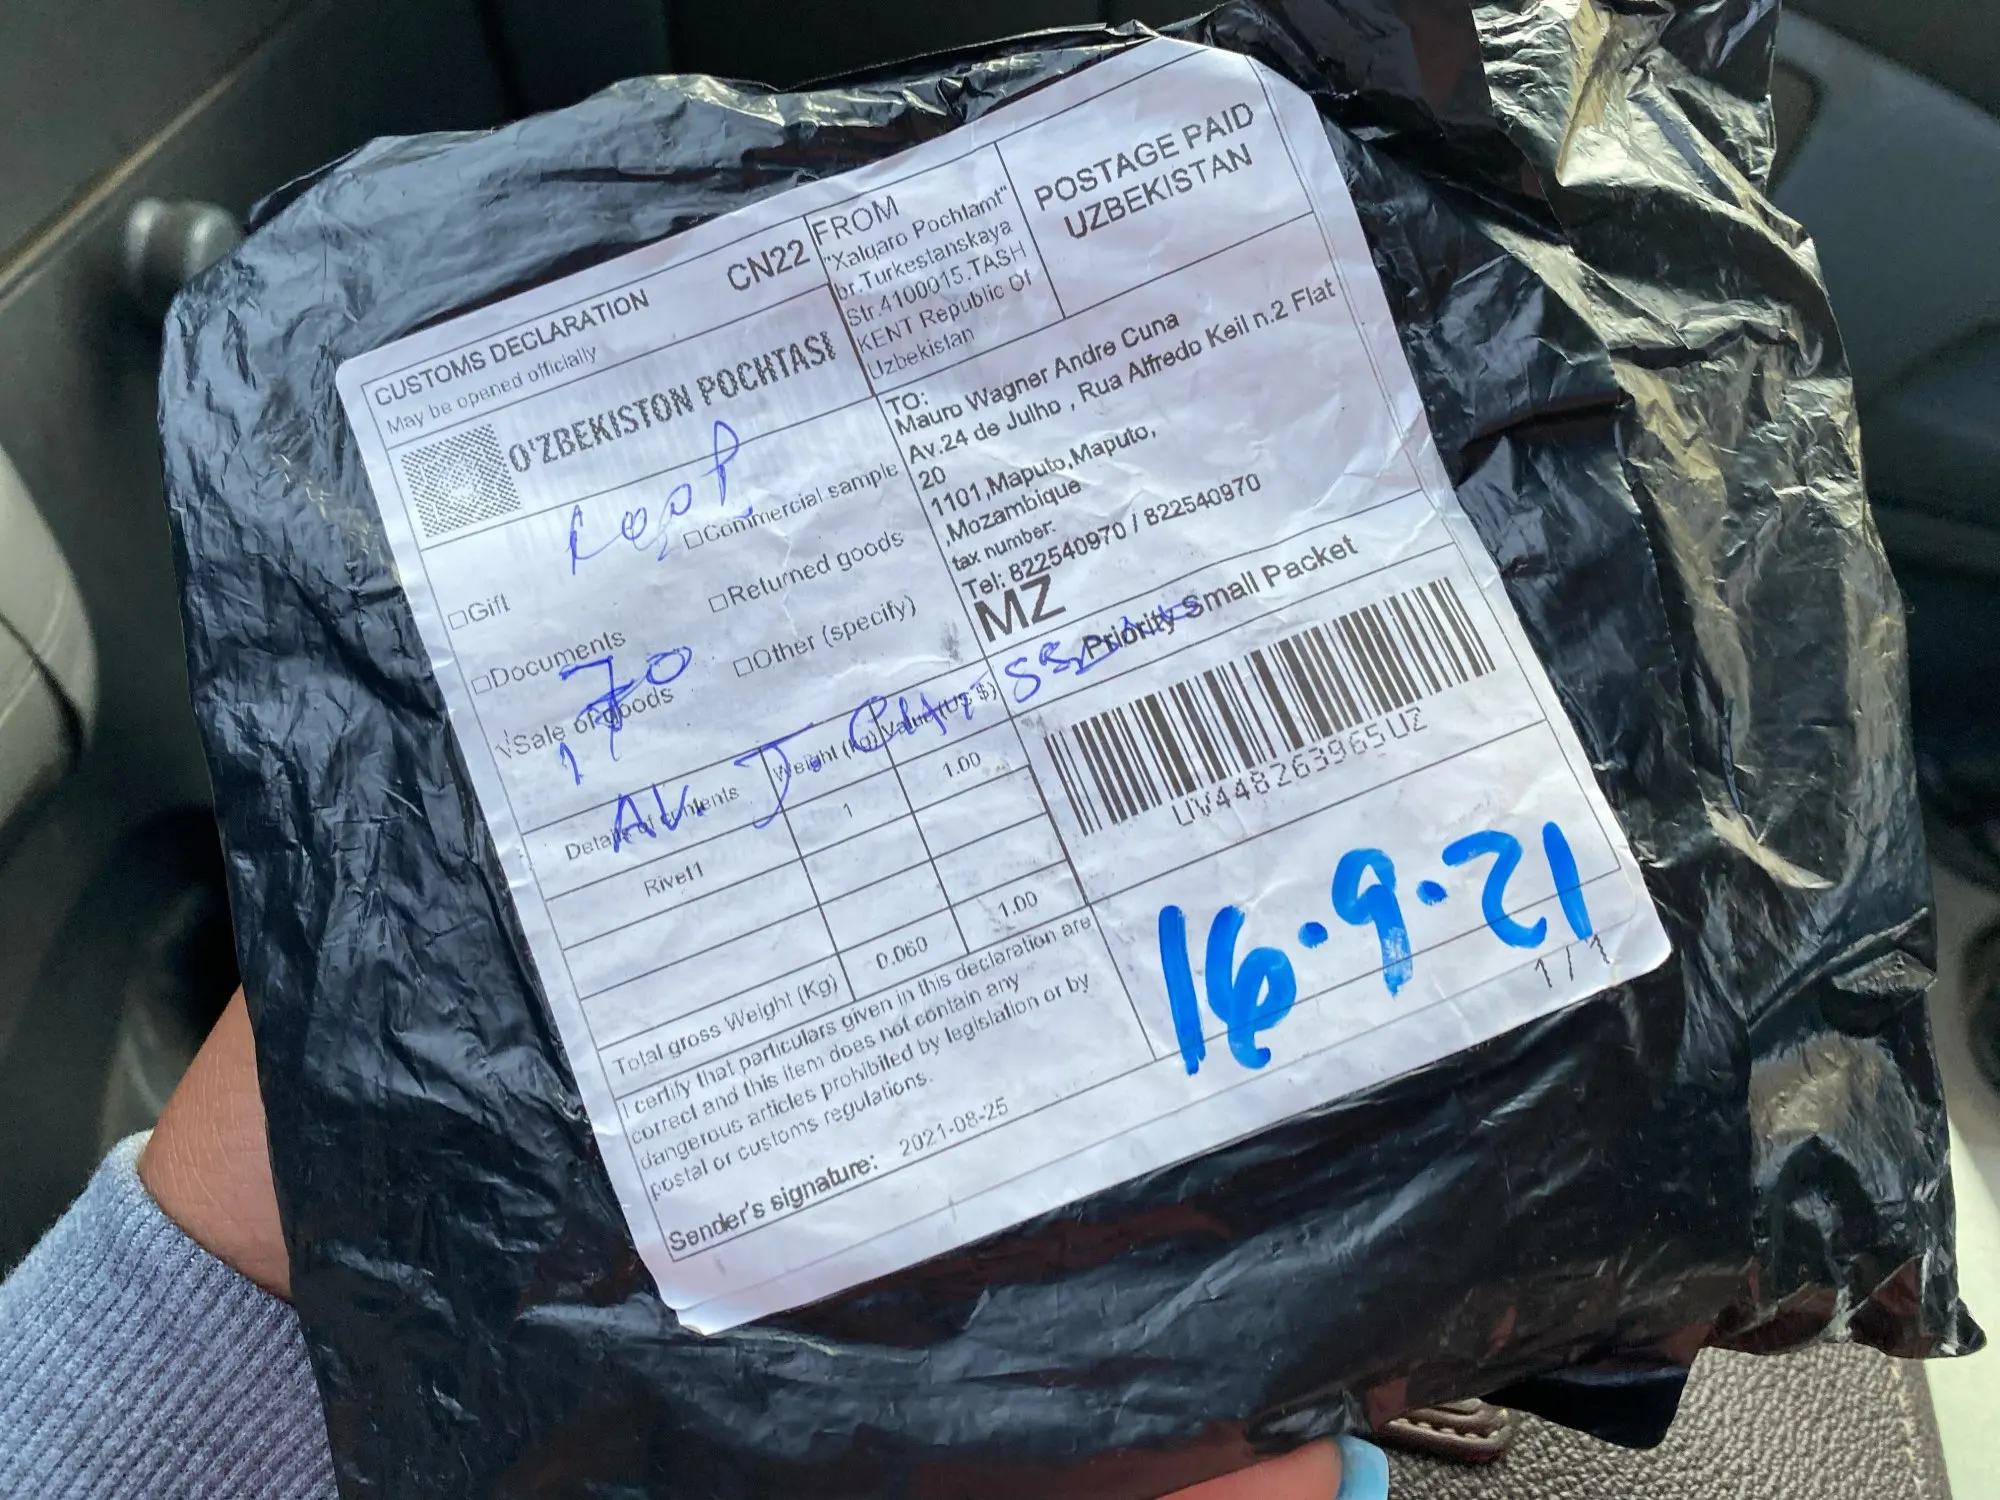 CUSTOMS DECLARATION
May be opened officially
CN22
O'ZBEKISTON POCHTASI
□Gift
□Commercial sample
□Documents
□Returned goods
√Sale of goods
□Other (specify)
170
AV. J.
Details of contents
Weight (kg)
Value (US $)
Rivet1
1
1.00
Total gross Weight (Kg)
0.060
1.00
I certify that particulars given in this declaration are
correct and this item does not contain any
dangerous articles prohibited by legislation or by
postal or customs regulations.
Sender's signature: 2021-08-25
FROM
"Xalqaro Pochlamt"
br.Turkestanskaya
Str.4100015.TASH
KENT Republic Of
Uzbekistan
POSTAGE PAID
UZBEKISTAN
TO:
Mauro Wagner Andre Cuna
Av.24 de Julho , Rua Alfredo Keil n.2 Flat
20
1101,Maputo,Maputo,
,Mozambique
tax number:
Tel: 822540970 / 822540970
MZ
Priority Small Packet
UV448263965UZ
16.9.21
1 / 1